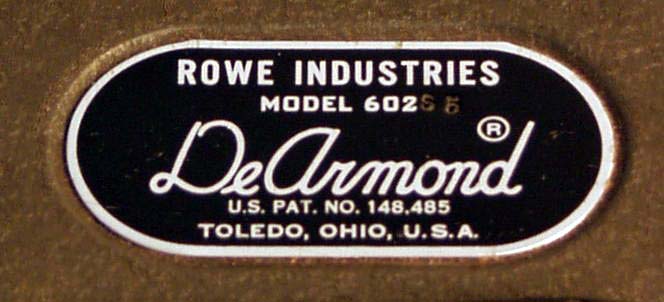 ROWE INDUSTRIES
MODEL 602
DeArmond ®
U.S. PAT. NO. 148,485
TOLEDO, OHIO, U.S.A.